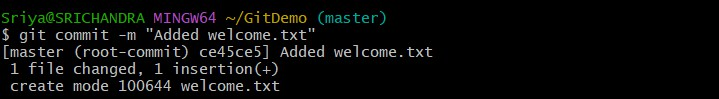 Sriya@SRICHANDRA MINGW64 ~/GitDemo (master)
$ git commit -m "Added welcome.txt"
[master (root-commit) ce45ce5] Added welcome.txt
 1 file changed, 1 insertion(+)
 create mode 100644 welcome.txt